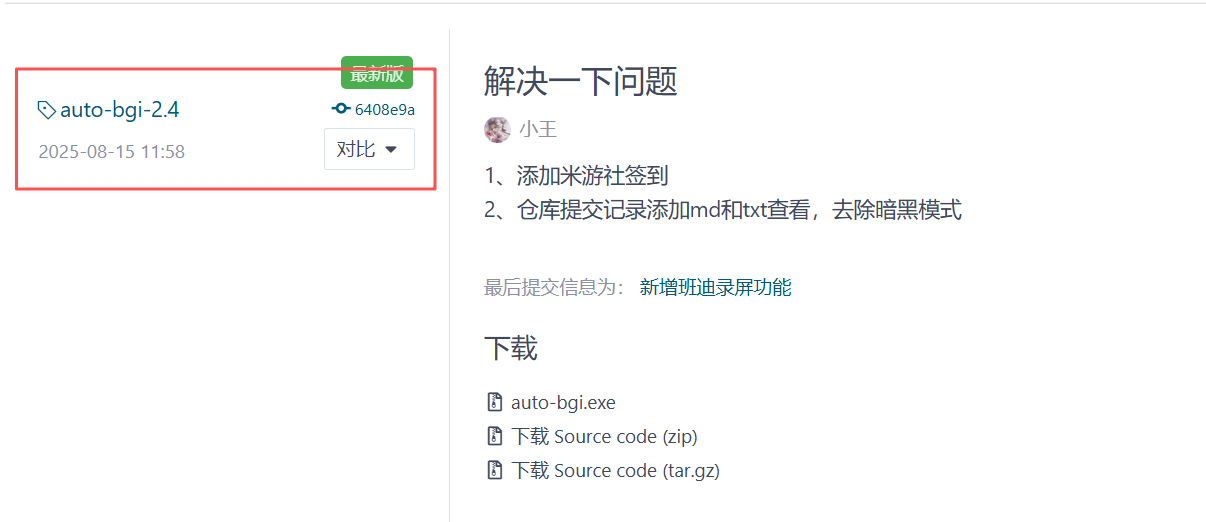 最新版
auto-bgi-2.4
6408e9a
2025-08-15 11:58
对比
解决一下问题
小王
1、添加米游社签到
2、仓库提交记录添加md和txt查看，去除暗黑模式
最后提交信息为： 新增班迪录屏功能
下载
auto-bgi.exe
下载 Source code (zip)
下载 Source code (tar.gz)